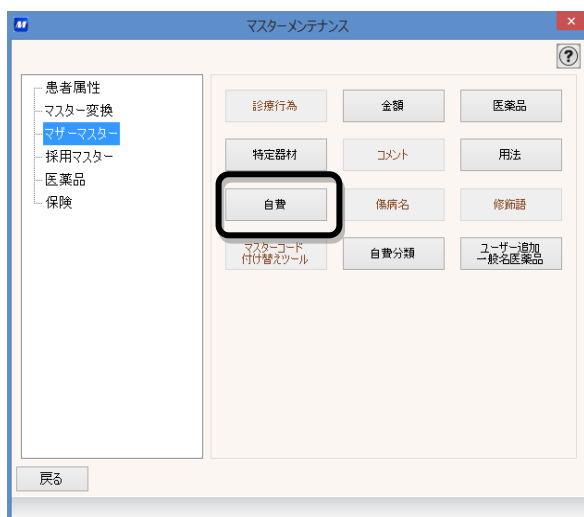 マスターメンテナンス
患者属性
マスター変換
マザーマスター
採用マスター
医薬品
保険
診療行為
金額
医薬品
特定器材
コメント
用法
自費
傷病名
修飾語
マスターコード
付け替えツール
自費分類
ユーザー追加
一般名医薬品
戻る